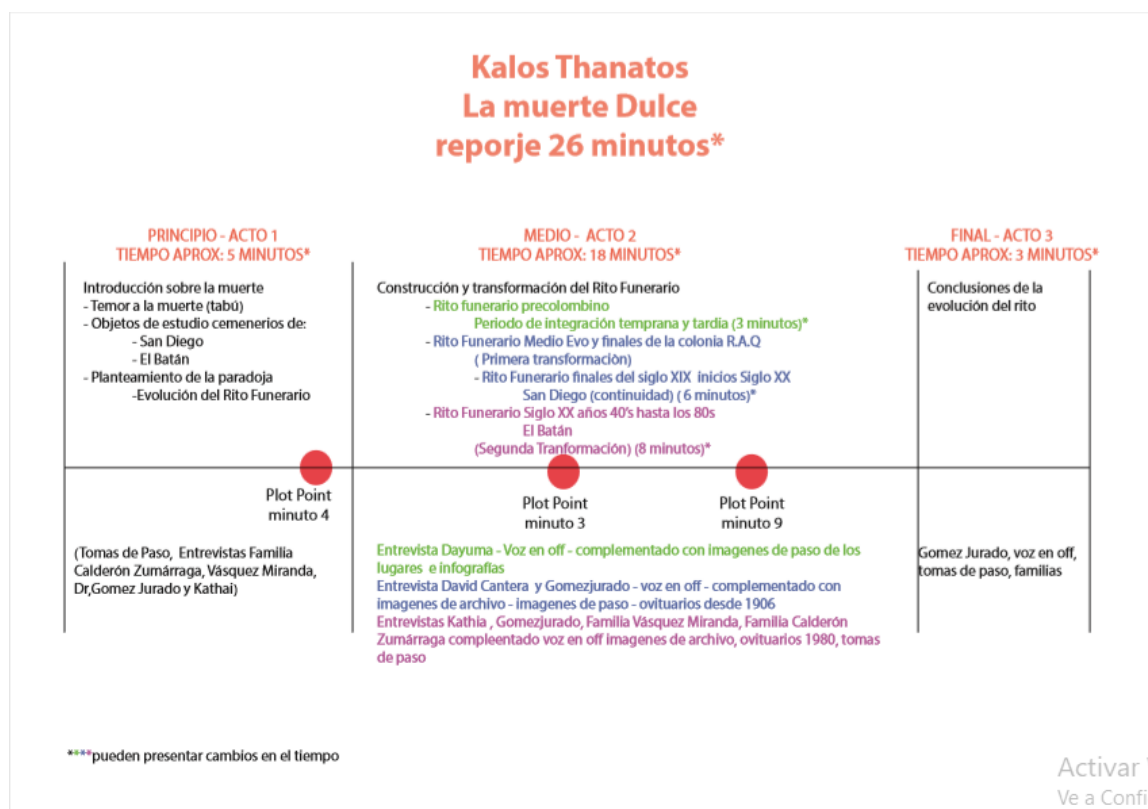 Kalos Thanatos
La muerte Dulce
reporje 26 minutos*
PRINCIPIO - ACTO 1
TIEMPO APROX: 5 MINUTOS*
Introducción sobre la muerte
- Temor a la muerte (tabú)
- Objetos de estudio cemenerios de:
- San Diego
- El Batán
- Planteamiento de la paradoja
-Evolución del Rito Funerario
MEDIO - ACTO 2
TIEMPO APROX: 18 MINUTOS*
Construcción y transformación del Rito Funerario
- Rito funerario precolombino
Periodo de integración temprana y tardía (3 minutos)*
- Rito Funerario Medio Evo y finales de la colonia R.A.Q
( Primera transformaciòn)
- Rito Funerario finales del siglo XIX inicios Siglo XX
San Diego (continuidad) ( 6 minutos)*
- Rito Funerario Siglo XX años 40's hasta los 80s
El Batán
(Segunda Tranformación) (8 minutos)*
FINAL - ACTO 3
TIEMPO APROX: 3 MINUTOS*
Conclusiones de la
evolución del rito
Plot Point
minuto 4
Plot Point
minuto 3
Plot Point
minuto 9
(Tomas de Paso, Entrevistas Familia
Calderón Zumárraga, Vásquez Miranda,
Dr,Gomez Jurado y Kathai)
Entrevista Dayuma - Voz en off - complementado con imagenes de paso de los
lugares e infografías
Entrevista David Cantera y Gomezjurado - voz en off - complementado con
imagenes de archivo - imagenes de paso - ovituarios desde 1906
Entrevistas Kathia , Gomezjurado, Familia Vásquez Miranda, Familia Calderón
Zumárraga compleentado voz en off imagenes de archivo, ovituarios 1980, tomas
de paso
Gomez Jurado, voz en off,
tomas de paso, familias
****pueden presentar cambios en el tiempo
Activar
Ve a Confi